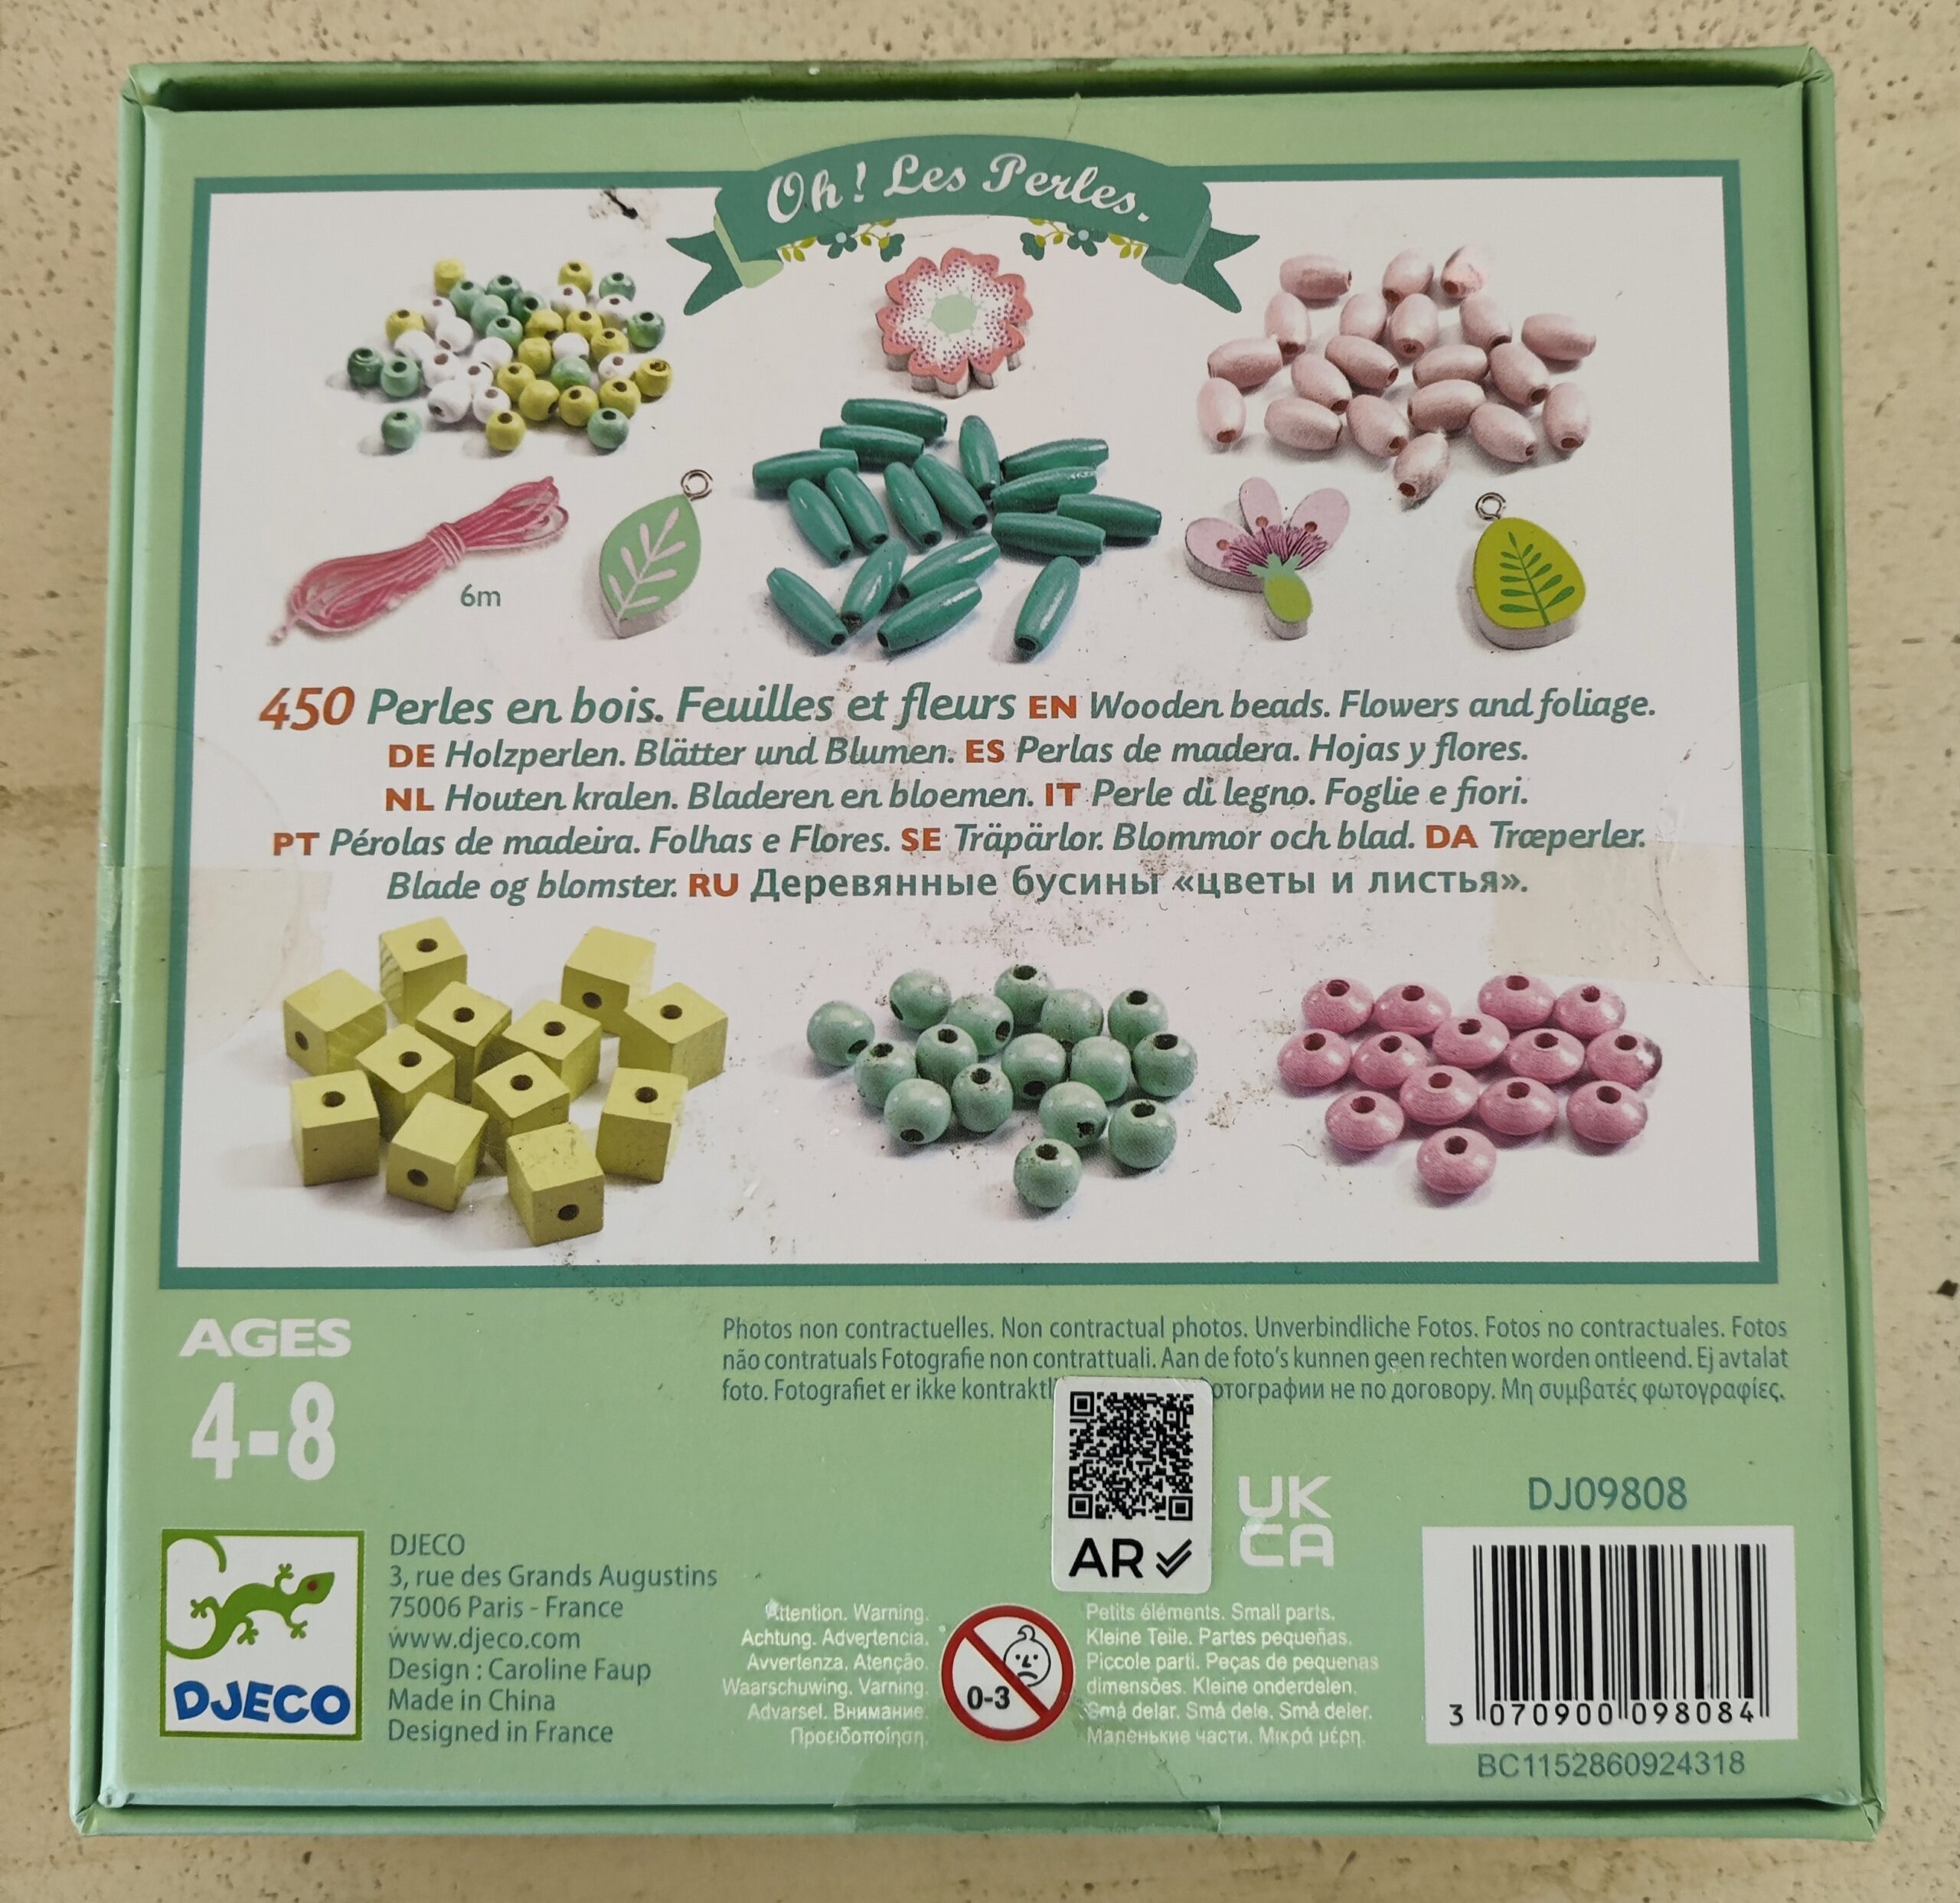 Oh! Les Perles.
6m
450 Perles en bois. Feuilles et fleurs EN Wooden beads. Flowers and foliage.
DE Holzperlen. Blätter und Blumen. ES Perlas de madera. Hojas y flores.
NL Houten kralen. Bladeren en bloemen. IT Perle di legno. Foglie e fiori.
PT Pérolas de madeira. Folhas e Flores. SE Träpärlor. Blommor och blad. DA Træperler.
Blade og blomster. RU Деревянные бусины «цветы и листья».
AGES
4-8
Photos non contractuelles. Non contractual photos. Unverbindliche Fotos. Fotos no contractuales. Fotos
não contratuals Fotografie non contrattuali. Aan de foto's kunnen geen rechten worden ontleend. Ej avtalat
foto. Fotografiet er ikke не по договору. Μη συμβατές φωτογραφίες.
AR
UK
CA
DJ09808
DJECO
DJECO
3, rue des Grands Augustins
75006 Paris - France
www.djeco.com
Design : Caroline Faup
Made in China
Designed in France
Attention. Warning.
Achtung. Advertencia.
Avvertenza. Atenção.
Waarschuwing. Varning.
Advarsel. Внимание.
Προειδοποίηση.
0-3
Petits éléments. Small parts.
Kleine Teile. Partes pequeñas.
Piccole parti. Peças de pequenas
dimensões. Kleine onderdelen.
Små delar. Små dele. Små deler.
Маленькие части. Μικρά μέρη.
3 070900 098084
BC1152860924318